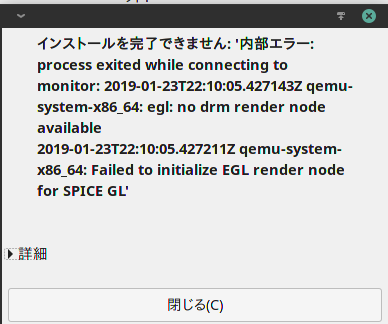 インストールを完了できません: '内部エラー:
process exited while connecting to
monitor: 2019-01-23T22:10:05.427143Z qemu-
system-x86_64: egl: no drm render node
available
2019-01-23T22:10:05.427211Z qemu-system-
x86_64: Failed to initialize EGL render node
for SPICE GL'
詳細
閉じる(C)